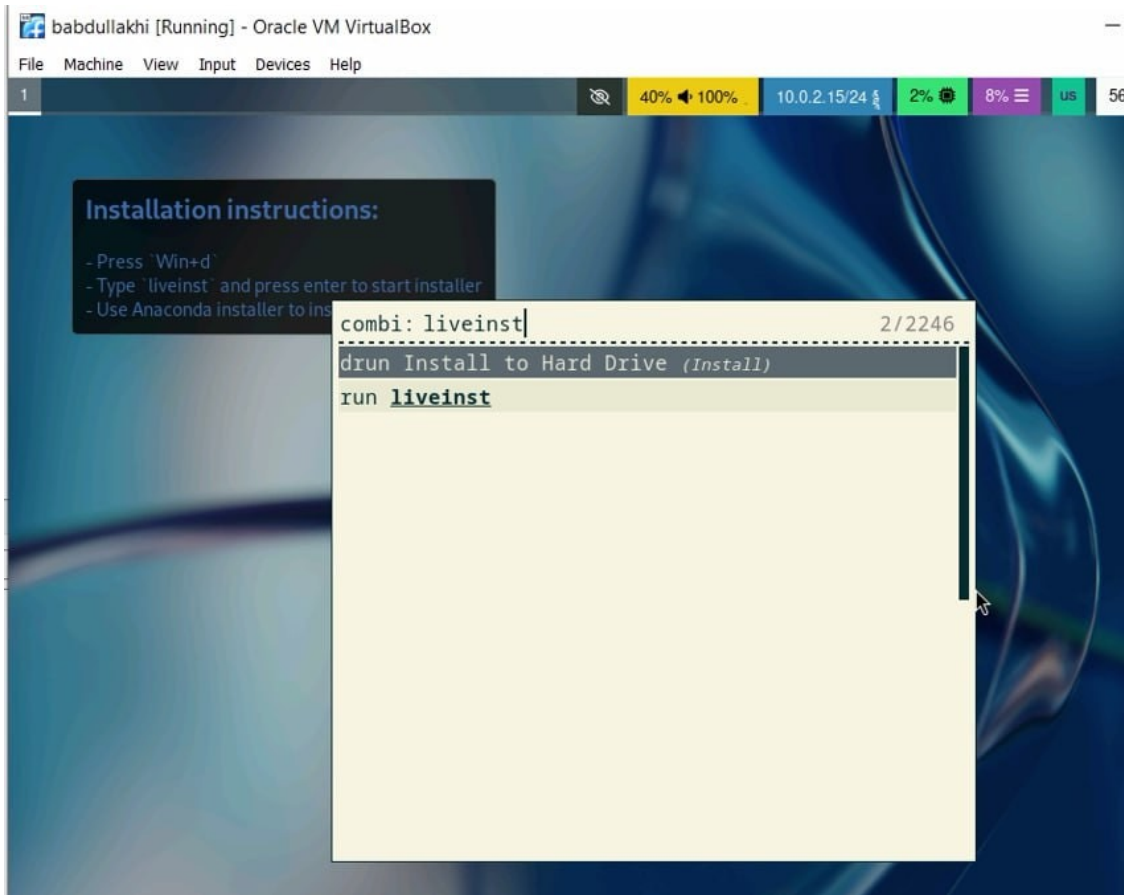 babdullakhi [Running] - Oracle VM VirtualBox
File Machine View Input Devices Help
1 40% 100% 10.0.2.15/24 2% 8% us 56
Installation instructions:
- Press `Win+d`
- Type `liveinst` and press enter to start installer
- Use Anaconda installer to ins
combi: liveinst 2/2246
drun Install to Hard Drive (Install)
run liveinst